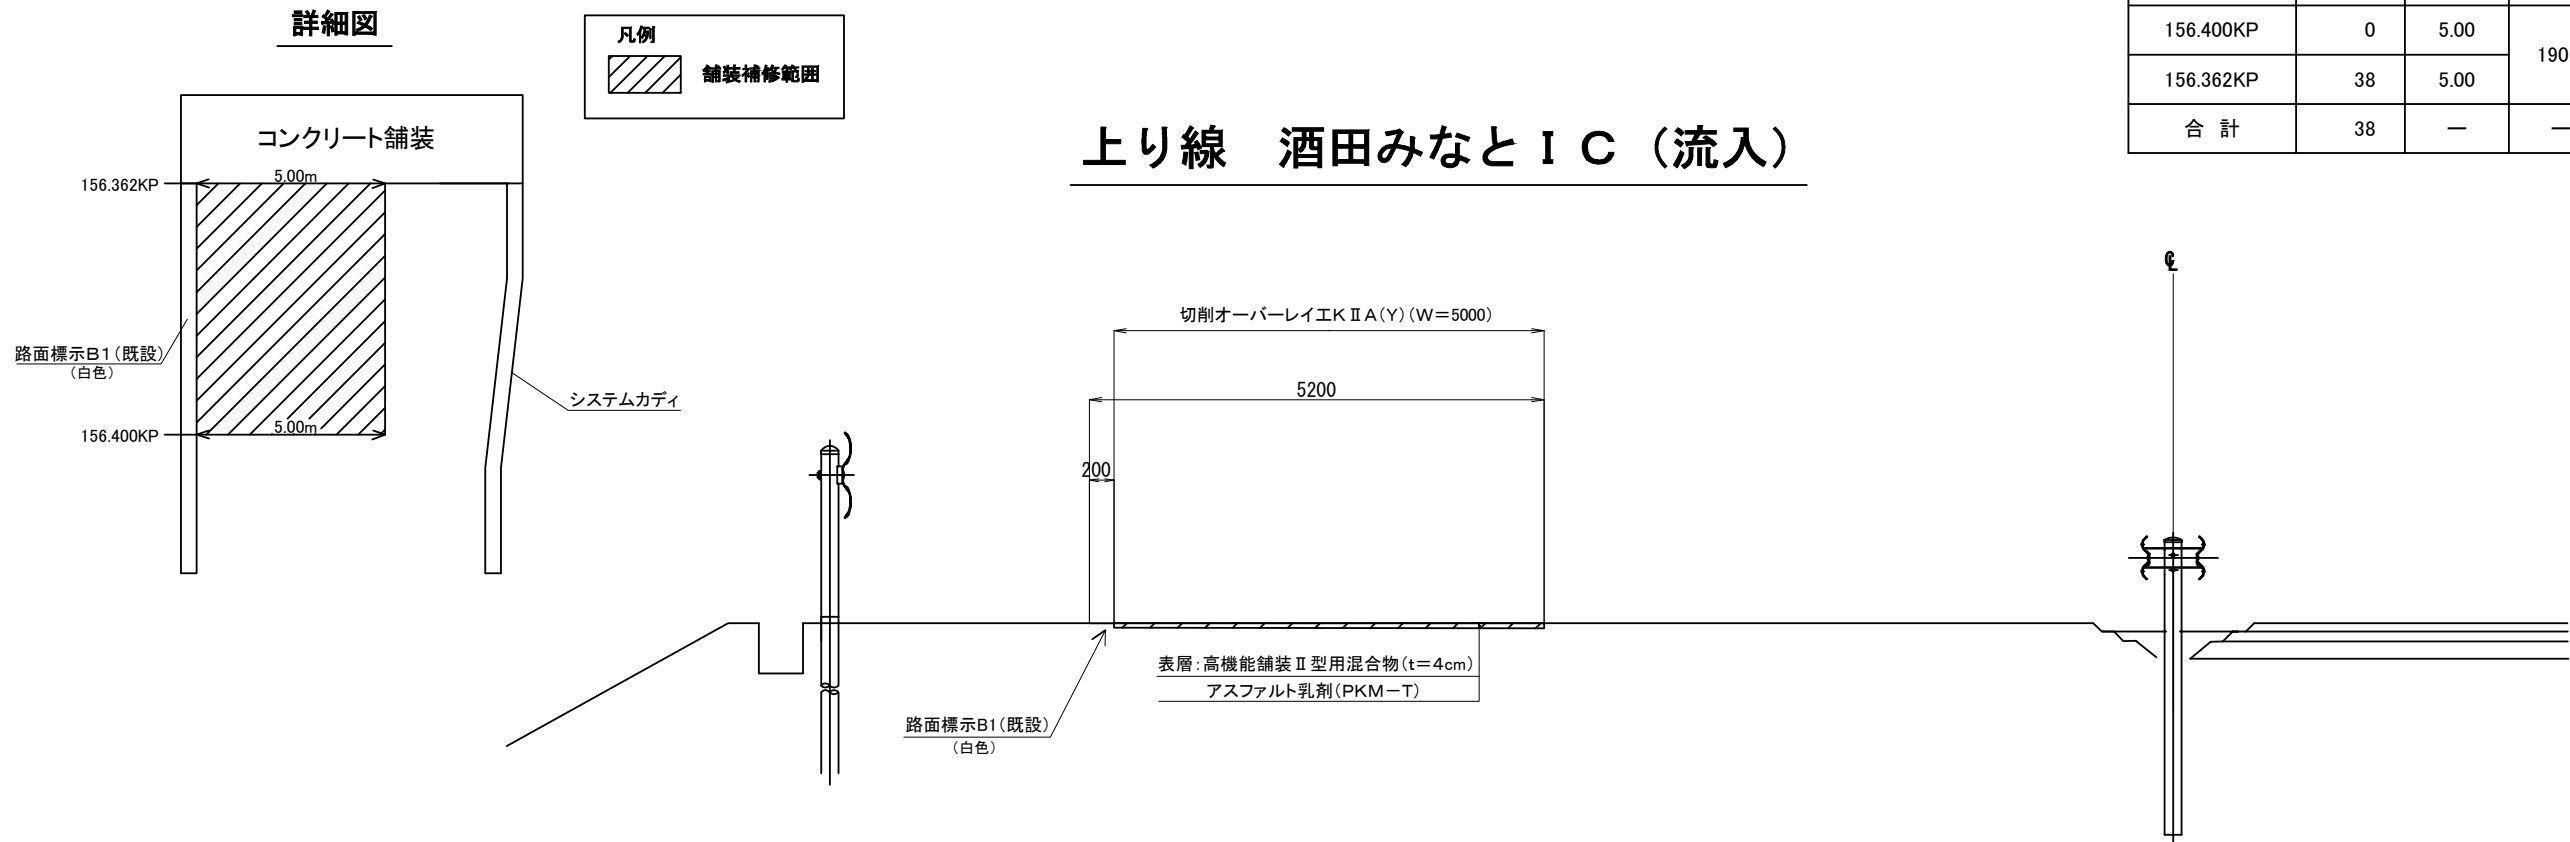 詳細図
凡例
舗装補修範囲
コンクリート舗装
156.362KP
5.00m
路面標示B1(既設)
(白色)
システムカディ
156.400KP
5.00m
上り線　酒田みなとＩＣ（流入）
156.400KP 0 5.00 190
156.362KP 38 5.00
合 計 38 － －
切削オーバーレイ工KⅡA(Y)(W=5000)
5200
200
表層:高機能舗装Ⅱ型用混合物(t=4cm)
アスファルト乳剤(PKM-T)
路面標示B1(既設)
(白色)
℄